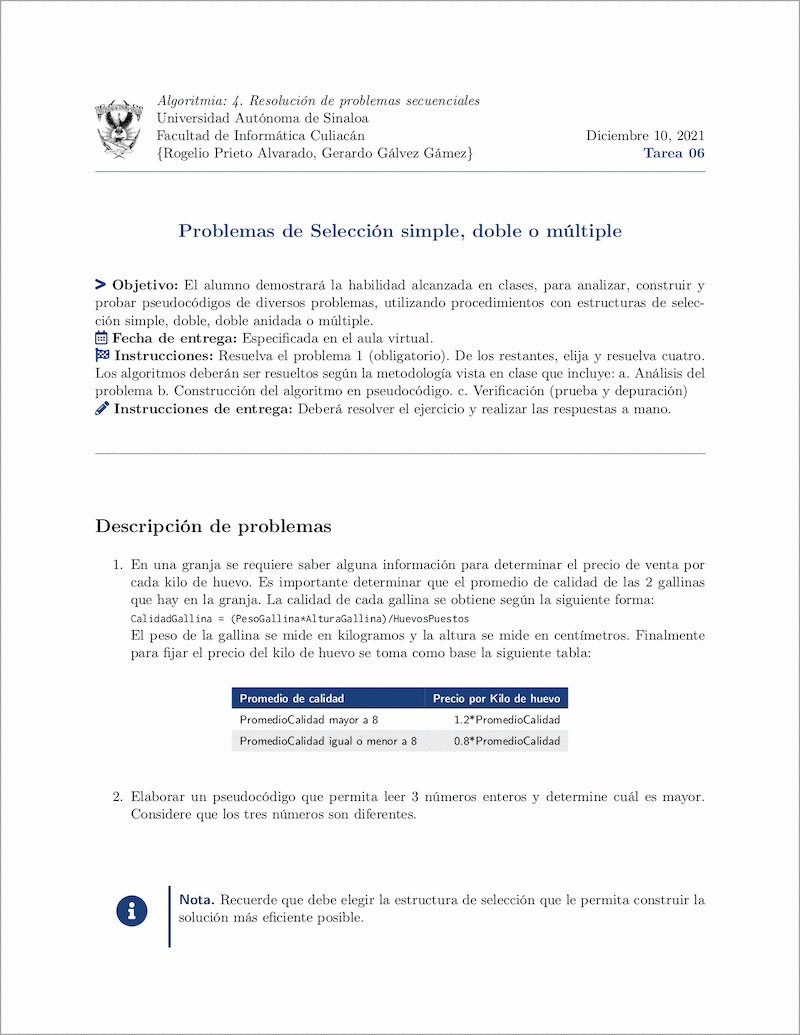 Algoritmia: 4. Resolución de problemas secuenciales
Universidad Autónoma de Sinaloa
Facultad de Informática Culiacán
Diciembre 10, 2021
{Rogelio Prieto Alvarado, Gerardo Gálvez Gámez}
Tarea 06
Problemas de Selección simple, doble o múltiple
Objetivo: El alumno demostrará la habilidad alcanzada en clases, para analizar, construir y
probar pseudocódigos de diversos problemas, utilizando procedimientos con estructuras de selec-
ción simple, doble, doble anidada o múltiple.
Fecha de entrega: Especificada en el aula virtual.
Instrucciones: Resuelva el problema 1 (obligatorio). De los restantes, elija y resuelva cuatro.
Los algoritmos deberán ser resueltos según la metodología vista en clase que incluye: a. Análisis del
problema b. Construcción del algoritmo en pseudocódigo. c. Verificación (prueba y depuración)
Instrucciones de entrega: Deberá resolver el ejercicio y realizar las respuestas a mano.
Descripción de problemas
1. En una granja se requiere saber alguna información para determinar el precio de venta por
cada kilo de huevo. Es importante determinar que el promedio de calidad de las 2 gallinas
que hay en la granja. La calidad de cada gallina se obtiene según la siguiente forma:
CalidadGallina = (PesoGallina*AlturaGallina)/HuevosPuestos
El peso de la gallina se mide en kilogramos y la altura se mide en centímetros. Finalmente
para fijar el precio del kilo de huevo se toma como base la siguiente tabla:
Promedio de calidad Precio por Kilo de huevo
PromedioCalidad mayor a 8 1.2*PromedioCalidad
PromedioCalidad igual o menor a 8 0.8*PromedioCalidad
2. Elaborar un pseudocódigo que permita leer 3 números enteros y determine cuál es mayor.
Considere que los tres números son diferentes.
Nota. Recuerde que debe elegir la estructura de selección que le permita construir la
solución más eficiente posible.